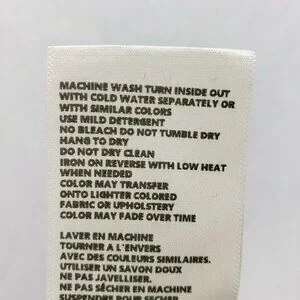 MACHINE WASH TURN INSIDE OUT
WITH COLD WATER SEPARATELY OR
WITH SIMILAR COLORS
USE MILD DETERGENT
NO BLEACH DO NOT TUMBLE DRY
HANG TO DRY
DO NOT DRY CLEAN
IRON ON REVERSE WITH LOW HEAT
WHEN NEEDED
COLOR MAY TRANSFER
ONTO LIGHTER COLORED
FABRIC OR UPHOLSTERY
COLOR MAY FADE OVER TIME
LAVER EN MACHINE
TOURNER A L'ENVERS
AVEC DES COULEURS SIMILAIRES.
UTILISER UN SAVON DOUX
NE PAS JAVELLISER.
NE PAS SÉCHER EN MACHINE
SUSPENDRE POUR SÉCHER